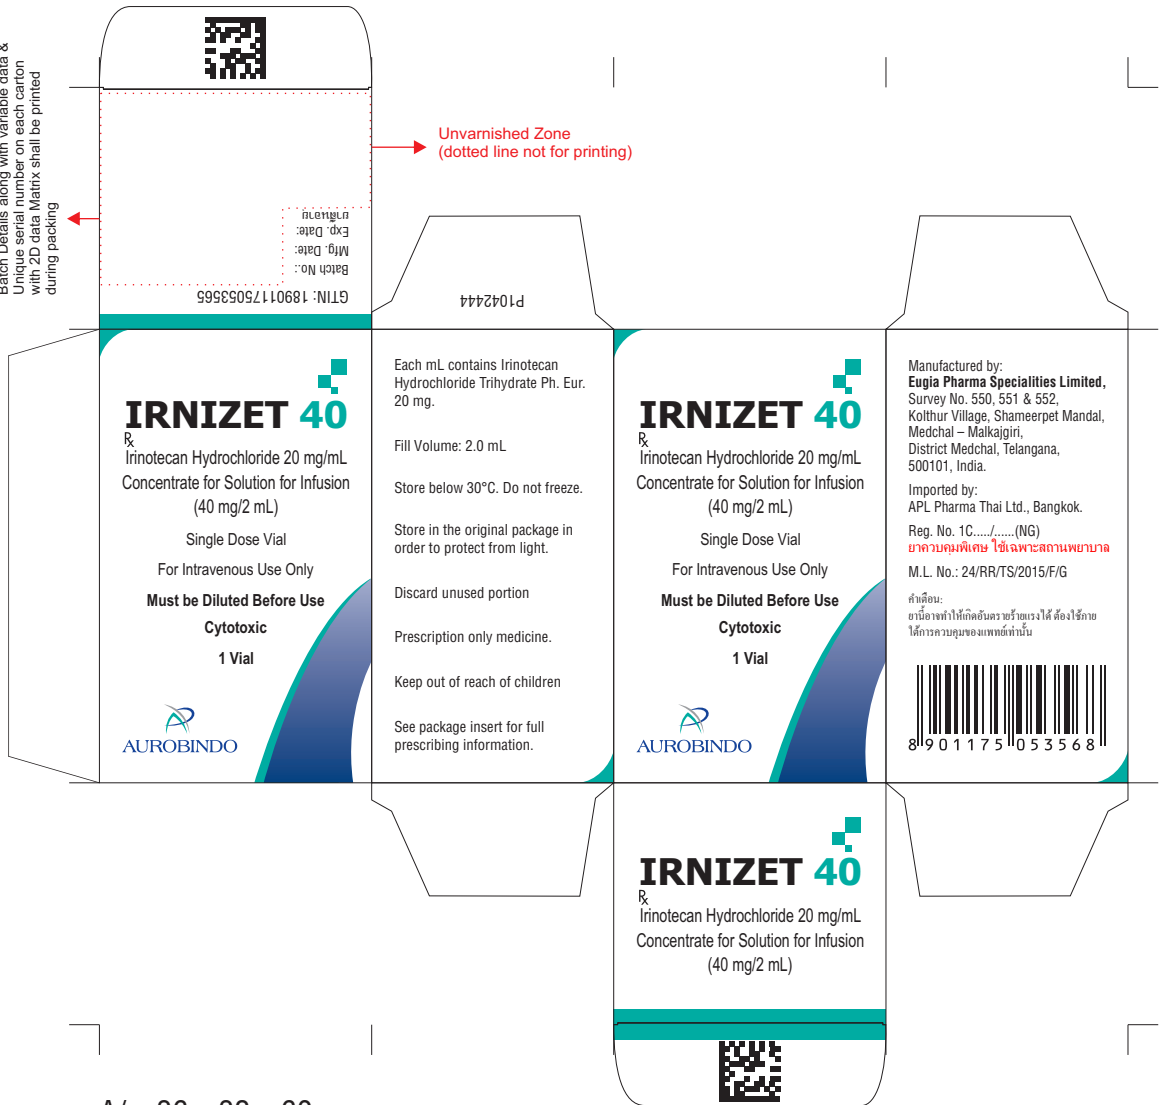 Batch Details along with variable data &
Unique serial number on each carton
with 2D data Matrix shall be printed
during packing
Unvarnished Zone
(dotted line not for printing)
GTIN: 18901175053565
Batch No.:
Mfg. Date:
Exp. Date:
ยาสิ้นอายุ
P1042444
IRNIZET 40
Rx
Irinotecan Hydrochloride 20 mg/mL
Concentrate for Solution for Infusion
(40 mg/2 mL)
Single Dose Vial
For Intravenous Use Only
Must be Diluted Before Use
Cytotoxic
1 Vial
AUROBINDO
Each mL contains Irinotecan
Hydrochloride Trihydrate Ph. Eur.
20 mg.
Fill Volume: 2.0 mL
Store below 30°C. Do not freeze.
Store in the original package in
order to protect from light.
Discard unused portion
Prescription only medicine.
Keep out of reach of children
See package insert for full
prescribing information.
IRNIZET 40
Rx
Irinotecan Hydrochloride 20 mg/mL
Concentrate for Solution for Infusion
(40 mg/2 mL)
Single Dose Vial
For Intravenous Use Only
Must be Diluted Before Use
Cytotoxic
1 Vial
AUROBINDO
Manufactured by:
Eugia Pharma Specialities Limited,
Survey No. 550, 551 & 552,
Kolthur Village, Shameerpet Mandal,
Medchal – Malkajgiri,
District Medchal, Telangana,
500101, India.
Imported by:
APL Pharma Thai Ltd., Bangkok.
Reg. No. 1C...../......(NG)
ยาควบคุมพิเศษ ใช้เฉพาะสถานพยาบาล
M.L. No.: 24/RR/TS/2015/F/G
คำเตือน:
ยานี้อาจทำให้เกิดอันตรายร้ายแรงได้ ต้องใช้ภาย
ใต้การควบคุมของแพทย์เท่านั้น
8 901175 053568
IRNIZET 40
Rx
Irinotecan Hydrochloride 20 mg/mL
Concentrate for Solution for Infusion
(40 mg/2 mL)